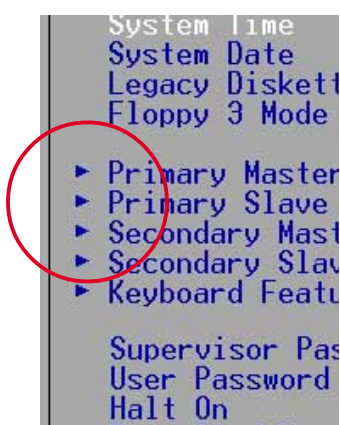 System Time
System Date
Legacy Diskett
Floppy 3 Mode
Primary Master
Primary Slave
Secondary Mast
Secondary Slav
Keyboard Featu
Supervisor Pas
User Password
Halt On